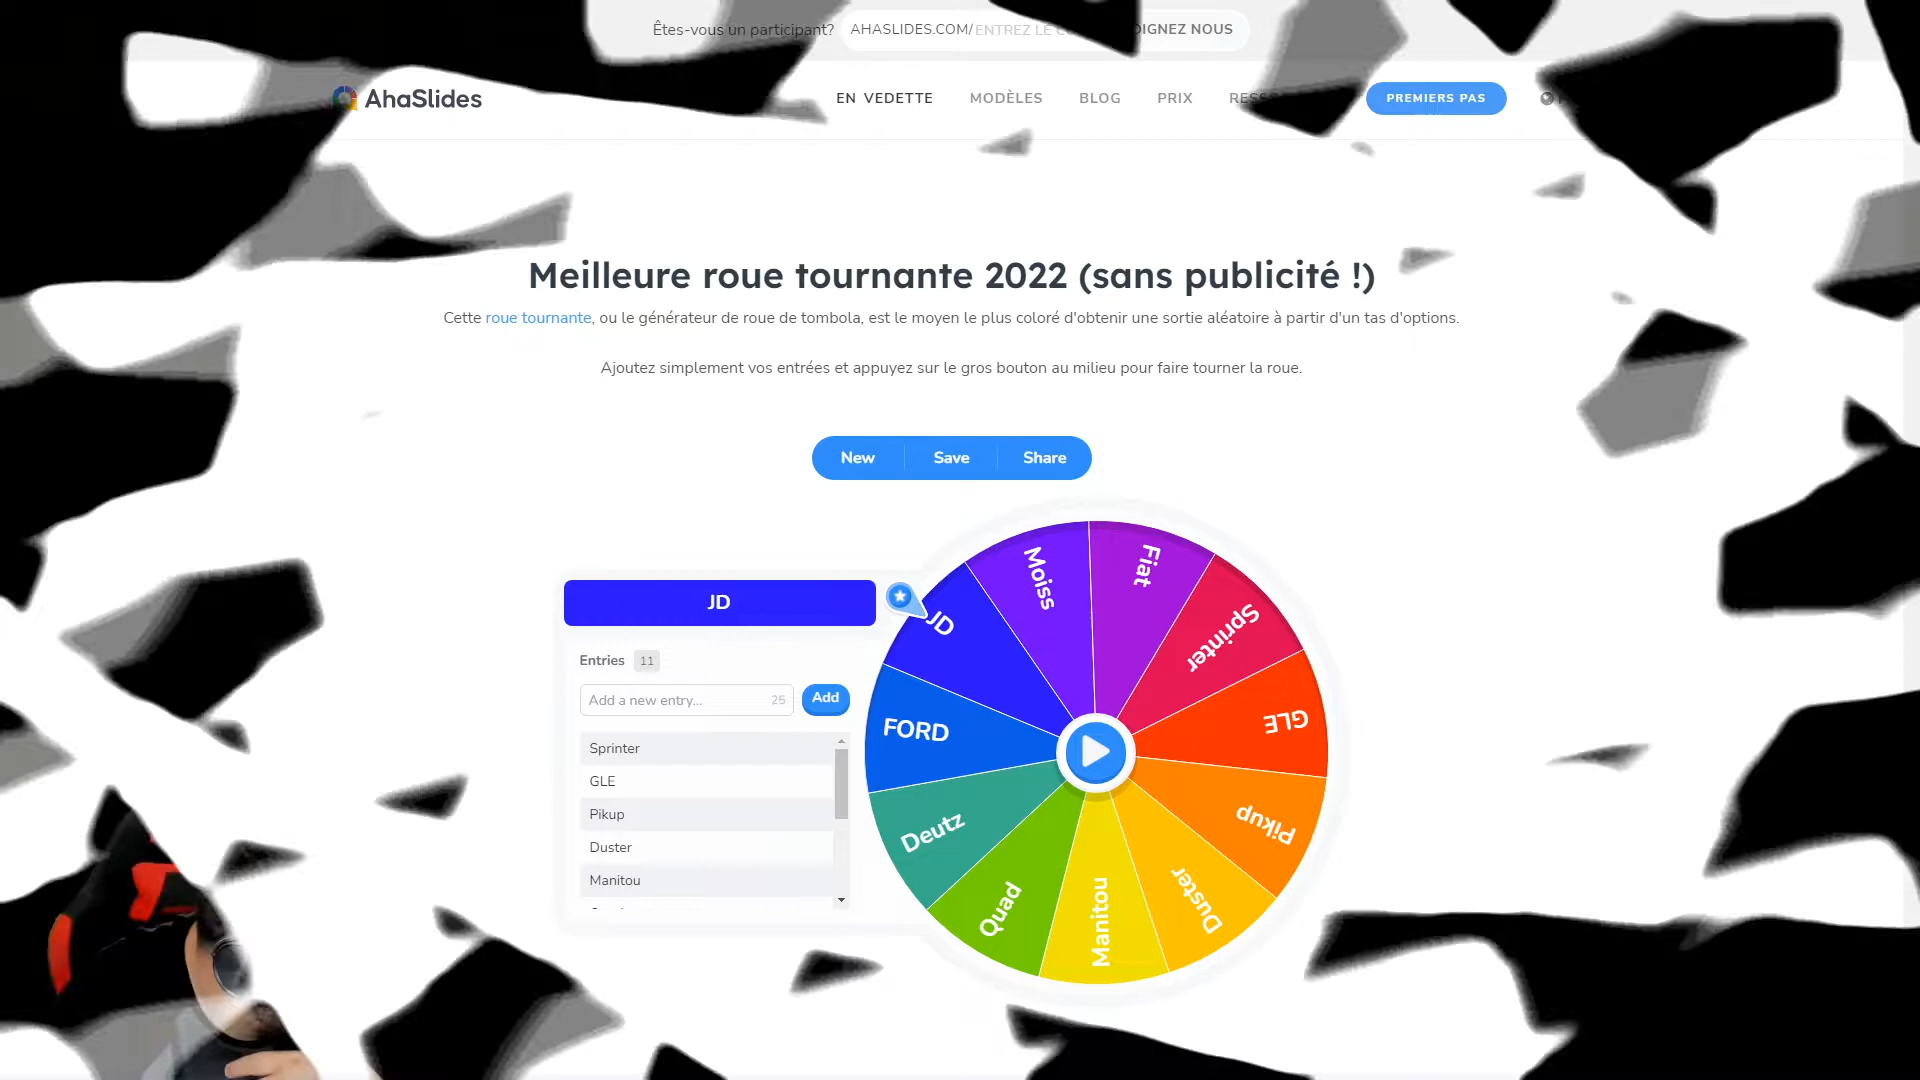 Êtes-vous un participant? AHASLIDES.COM/ ENTREZ LE NOUS
AhaSlides
EN VEDETTE MODÈLES BLOG PRIX
PREMIERS PAS
Meilleure roue tournante 2022 (sans publicité !)
Cette roue tournante, ou le générateur de roue de tombola, est le moyen le plus coloré d'obtenir une sortie aléatoire à partir d'un tas d'options.
Ajoutez simplement vos entrées et appuyez sur le gros bouton au milieu pour faire tourner la roue.
New Save Share
JD
Entries 11
Add a new entry... 25 Add
Sprinter
GLE
Pikup
Duster
Manitou
Moiss
Fiat
Sprinter
GLE
Pikup
Duster
Manitou
Quad
Deutz
FORD
JD